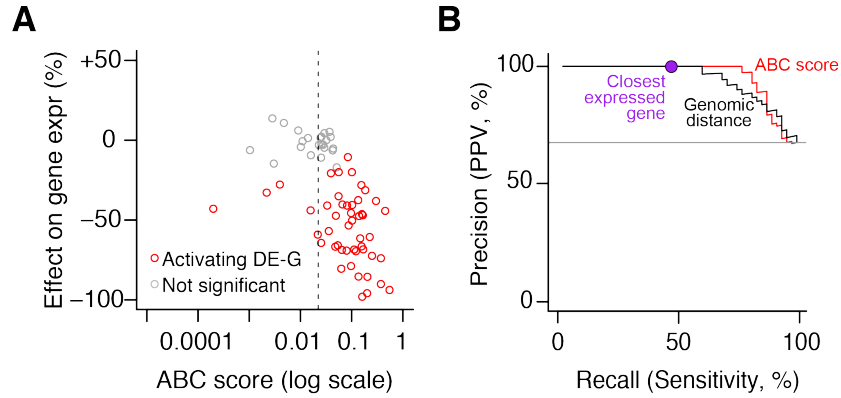 A
Effect on gene expr (%)
+50
0
−50
−100
Activating DE-G
Not significant
0.0001
0.01
0.1
1
ABC score (log scale)
B
Precision (PPV, %)
100
50
0
ABC score
Closest
expressed
gene
Genomic
distance
0
50
100
Recall (Sensitivity, %)